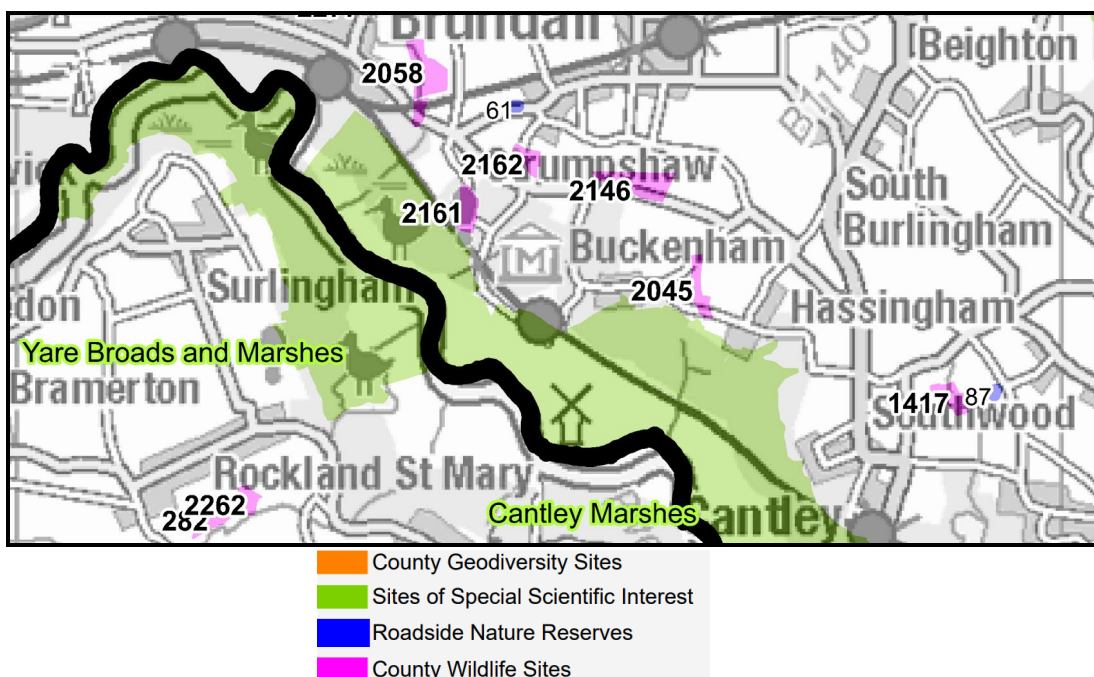 Brundall
Beighton
2058
B1140
61
2162
Strumpshaw
2146
South
Burlingham
2161
Buckenham
M
Surlingham
2045
Hassingham
don
Yare Broads and Marshes
Bramerton
1417
87
Southwood
Rockland St Mary
2262
282
Cantley Marshes
Cantley
County Geodiversity Sites
Sites of Special Scientific Interest
Roadside Nature Reserves
County Wildlife Sites